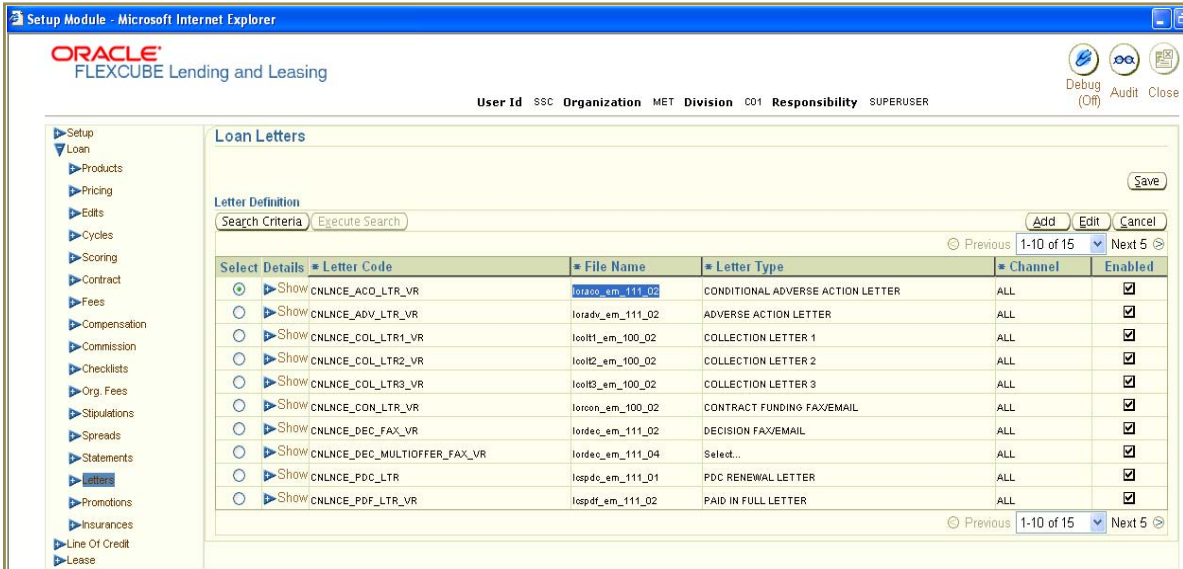 Setup Module - Microsoft Internet Explorer
ORACLE
FLEXCUBE Lending and Leasing
Debug (Off) Audit Close
User Id SSC Organization MET Division C01 Responsibility SUPERUSER
Setup
Loan
Products
Pricing
Edits
Cycles
Scoring
Contract
Fees
Compensation
Commission
Checklists
Org. Fees
Stipulations
Spreads
Statements
Letters
Promotions
Insurances
Line Of Credit
Lease
Loan Letters
Save
Letter Definition
Search Criteria Execute Search Add Edit Cancel
Previous 1-10 of 15 Next 5
Select Details * Letter Code * File Name * Letter Type * Channel Enabled
Show CNLNCE_ACO_LTR_VR loraco_em_111_02 CONDITIONAL ADVERSE ACTION LETTER ALL
Show CNLNCE_ADV_LTR_VR loradv_em_111_02 ADVERSE ACTION LETTER ALL
Show CNLNCE_COL_LTR1_VR lcolt1_em_100_02 COLLECTION LETTER 1 ALL
Show CNLNCE_COL_LTR2_VR lcolt2_em_100_02 COLLECTION LETTER 2 ALL
Show CNLNCE_COL_LTR3_VR lcolt3_em_100_02 COLLECTION LETTER 3 ALL
Show CNLNCE_CON_LTR_VR lorcon_em_100_02 CONTRACT FUNDING FAX/EMAIL ALL
Show CNLNCE_DEC_FAX_VR lordec_em_111_02 DECISION FAX/EMAIL ALL
Show CNLNCE_DEC_MULTIOFFER_FAX_VR lordec_em_111_04 Select... ALL
Show CNLNCE_PDC_LTR lcspdc_em_111_01 PDC RENEWAL LETTER ALL
Show CNLNCE_PDF_LTR_VR lcspdf_em_111_02 PAID IN FULL LETTER ALL
Previous 1-10 of 15 Next 5